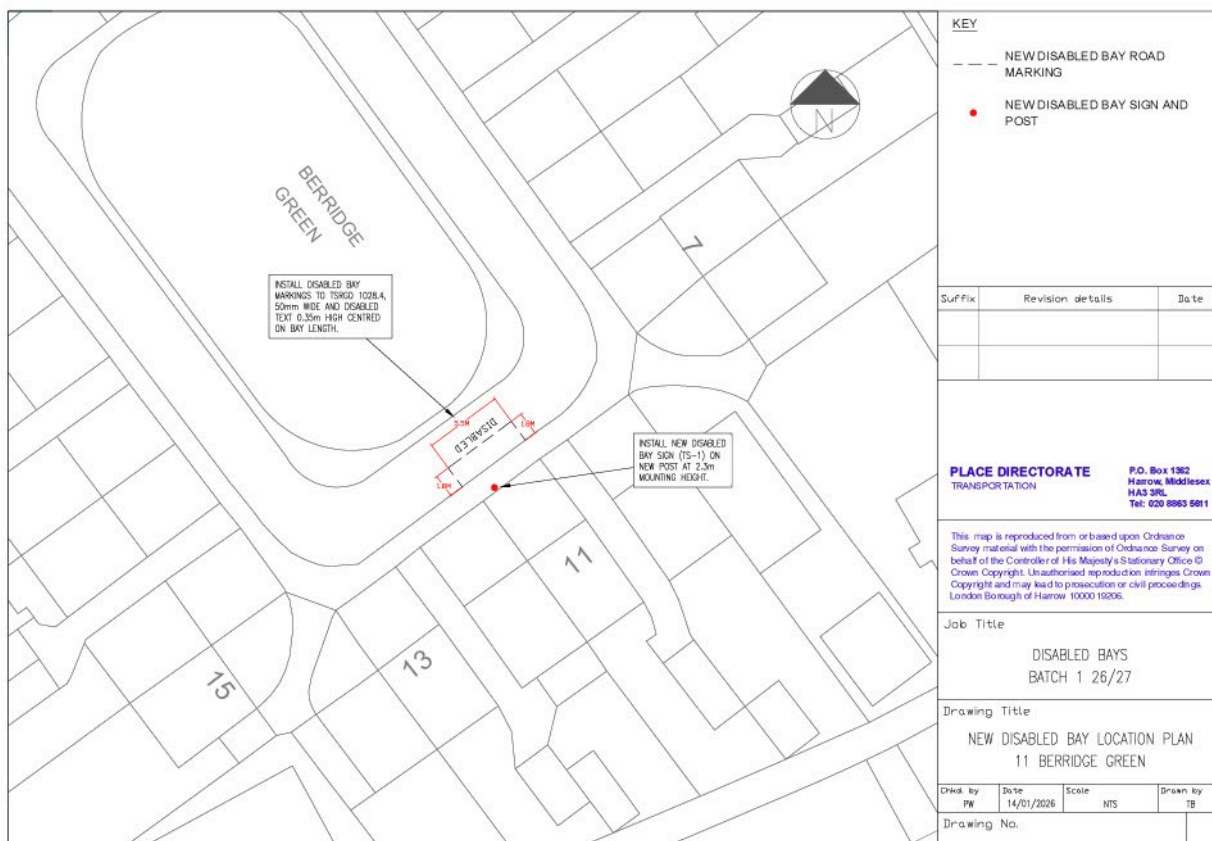 BERRIDGE
GREEN
7
INSTALL DISABLED BAY
MARKINGS TO TSRGD 1028.4,
50mm WIDE AND DISABLED
TEXT 0.35m HIGH CENTRED
ON BAY LENGTH.
5.5M
1.8M
DISABLED
1.8M
INSTALL NEW DISABLED
BAY SIGN (TS-1) ON
NEW POST AT 2.3m
MOUNTING HEIGHT.
11
13
15
N
KEY
NEW DISABLED BAY ROAD
MARKING
NEW DISABLED BAY SIGN AND
POST
Suffix Revision details Date
PLACE DIRECTORATE
TRANSPORTATION
P.O. Box 1362
Harrow, Middlesex
HA3 3RL
Tel: 020 8863 5611
This map is reproduced from or based upon Ordnance
Survey material with the permission of Ordnance Survey on
behalf of the Controller of His Majesty's Stationary Office ©
Crown Copyright. Unauthorised reproduction infringes Crown
Copyright and may lead to prosecution or civil proceedings.
London Borough of Harrow 100019206.
Job Title
DISABLED BAYS
BATCH 1 26/27
Drawing Title
NEW DISABLED BAY LOCATION PLAN
11 BERRIDGE GREEN
Chkd. by Date Scale Drawn by
PW 14/01/2026 NTS TB
Drawing No.